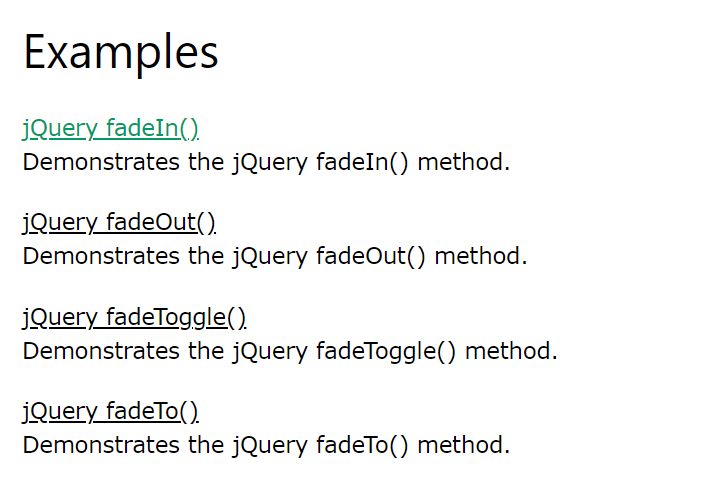 Examples
jQuery fadeIn()
Demonstrates the jQuery fadeIn() method.
jQuery fadeOut()
Demonstrates the jQuery fadeOut() method.
jQuery fadeToggle()
Demonstrates the jQuery fadeToggle() method.
jQuery fadeTo()
Demonstrates the jQuery fadeTo() method.